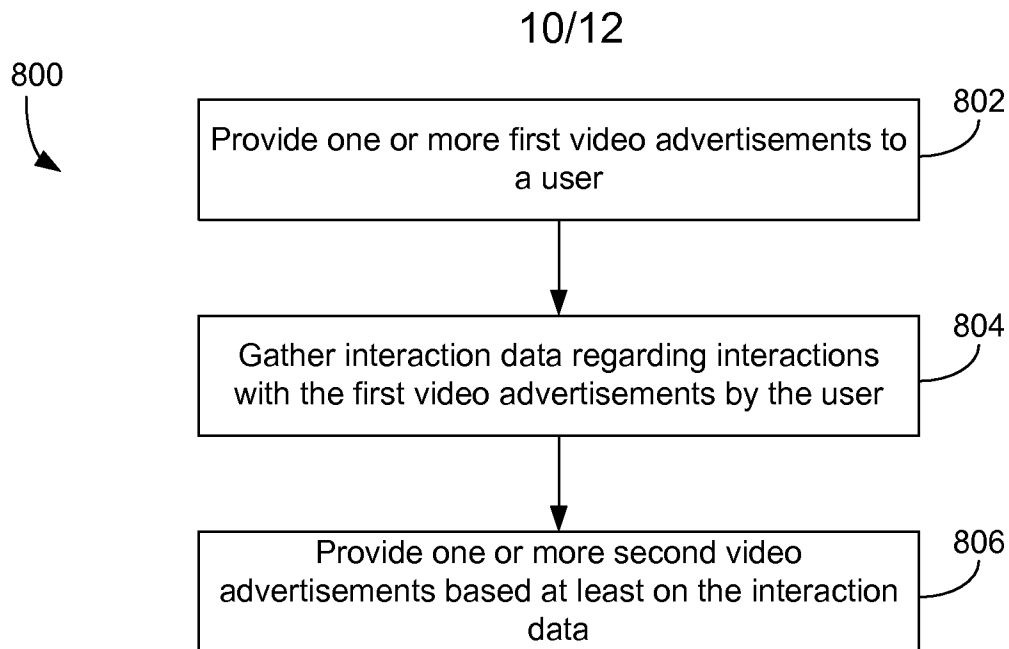 10/12
800
802
Provide one or more first video advertisements to
a user
804
Gather interaction data regarding interactions
with the first video advertisements by the user
806
Provide one or more second video
advertisements based at least on the interaction
data